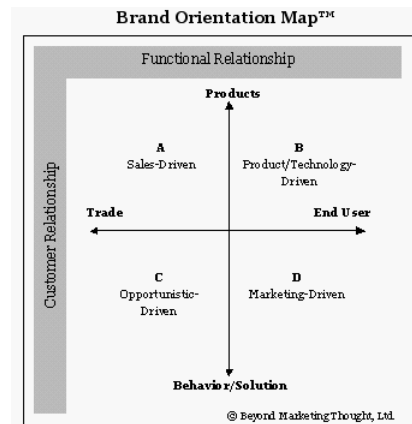 Brand Orientation Map™
Functional Relationship
Customer Relationship
Products
A
Sales-Driven
B
Product/Technology-
Driven
Trade
End User
C
Opportunistic-
Driven
D
Marketing-Driven
Behavior/Solution
© Beyond Marketing Thought, Ltd.